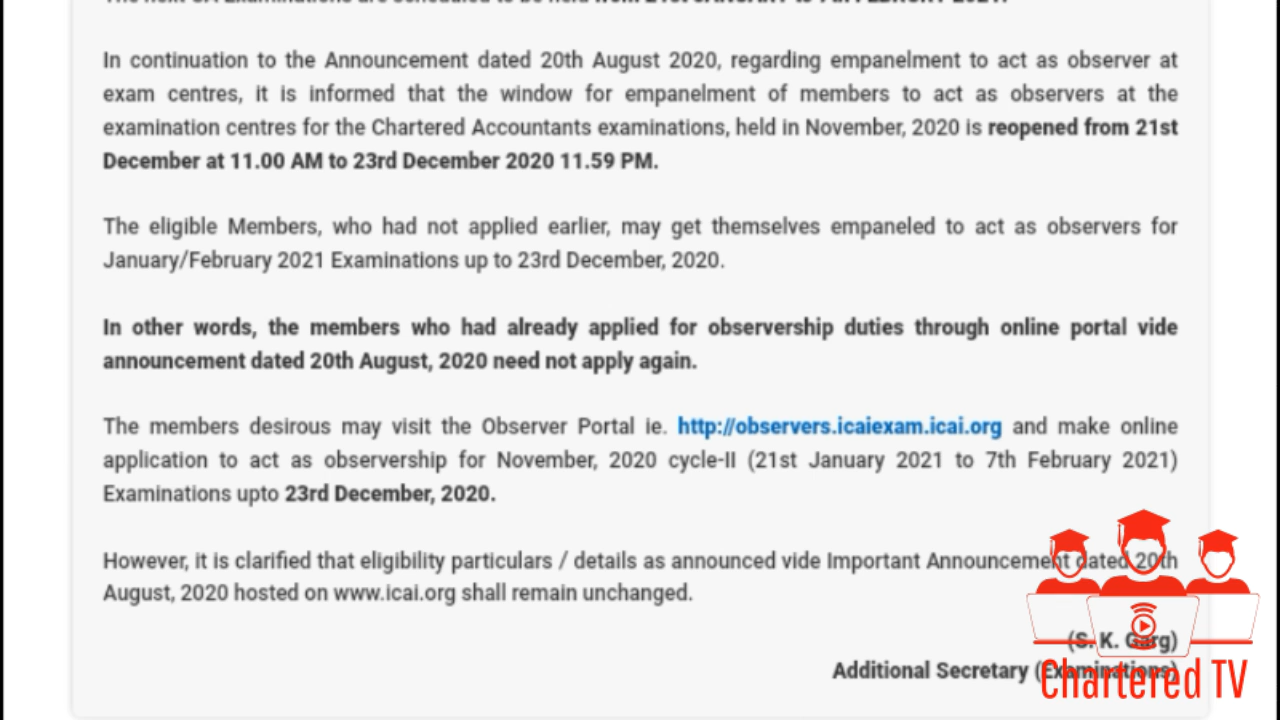 In continuation to the Announcement dated 20th August 2020, regarding empanelment to act as observer at
exam centres, it is informed that the window for empanelment of members to act as observers at the
examination centres for the Chartered Accountants examinations, held in November, 2020 is reopened from 21st
December at 11.00 AM to 23rd December 2020 11.59 PM.
The eligible Members, who had not applied earlier, may get themselves empaneled to act as observers for
January/February 2021 Examinations up to 23rd December, 2020.
In other words, the members who had already applied for observership duties through online portal vide
announcement dated 20th August, 2020 need not apply again.
The members desirous may visit the Observer Portal ie. http://observers.icaiexam.icai.org and make online
application to act as observership for November, 2020 cycle-II (21st January 2021 to 7th February 2021)
Examinations upto 23rd December, 2020.
However, it is clarified that eligibility particulars / details as announced vide Important Announcement dated 20th
August, 2020 hosted on www.icai.org shall remain unchanged.
(S. K. Garg)
Additional Secretary (Examinations)
Chartered TV